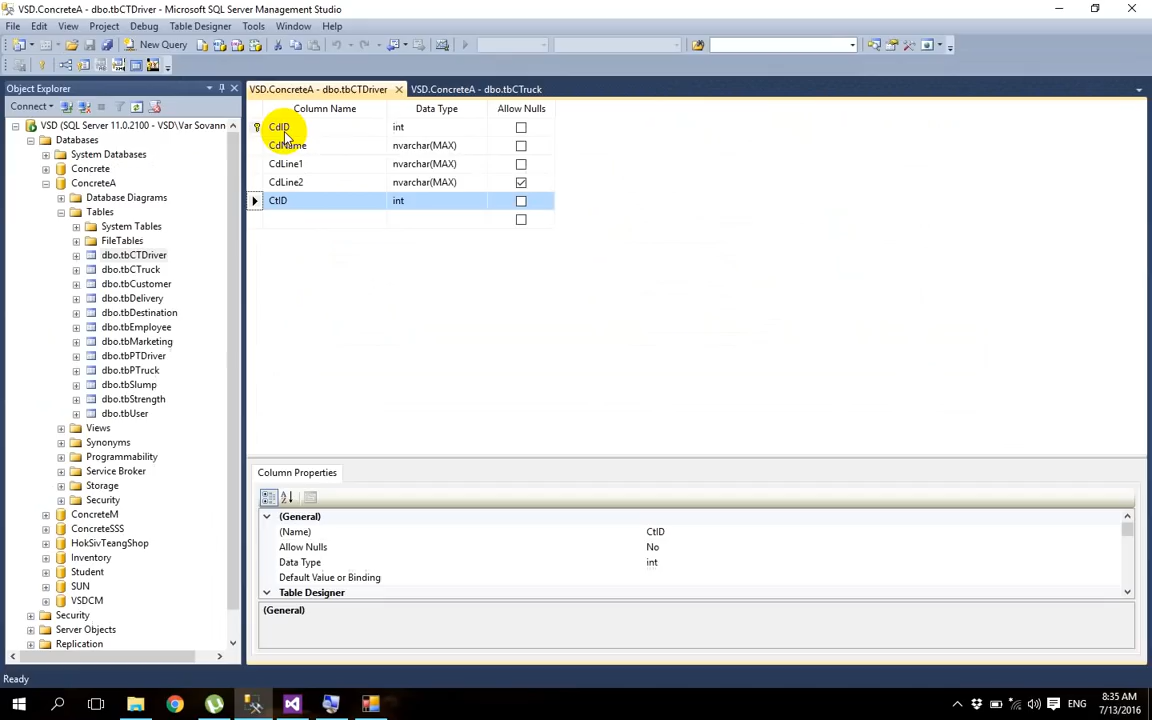 VSD.ConcreteA - dbo.tbCTDriver - Microsoft SQL Server Management Studio
File Edit View Project Debug Table Designer Tools Window Help
New Query
Object Explorer
Connect
VSD (SQL Server 11.0.2100 - VSD\Var Sovann
Databases
System Databases
Concrete
ConcreteA
Database Diagrams
Tables
System Tables
FileTables
dbo.tbCTDriver
dbo.tbCTruck
dbo.tbCustomer
dbo.tbDelivery
dbo.tbDestination
dbo.tbEmployee
dbo.tbMarketing
dbo.tbPTDriver
dbo.tbPTruck
dbo.tbSlump
dbo.tbStrength
dbo.tbUser
Views
Synonyms
Programmability
Service Broker
Storage
Security
ConcreteM
ConcreteSSS
HokSivTeangShop
Inventory
Student
SUN
VSDCM
Security
Server Objects
Replication
VSD.ConcreteA - dbo.tbCTDriver VSD.ConcreteA - dbo.tbCTruck
Column Name Data Type Allow Nulls
CdID int
CdName nvarchar(MAX)
CdLine1 nvarchar(MAX)
CdLine2 nvarchar(MAX)
CtID int
Column Properties
(General)
(Name) CtID
Allow Nulls No
Data Type int
Default Value or Binding
Table Designer
(General)
Ready
ENG
8:35 AM
7/13/2016